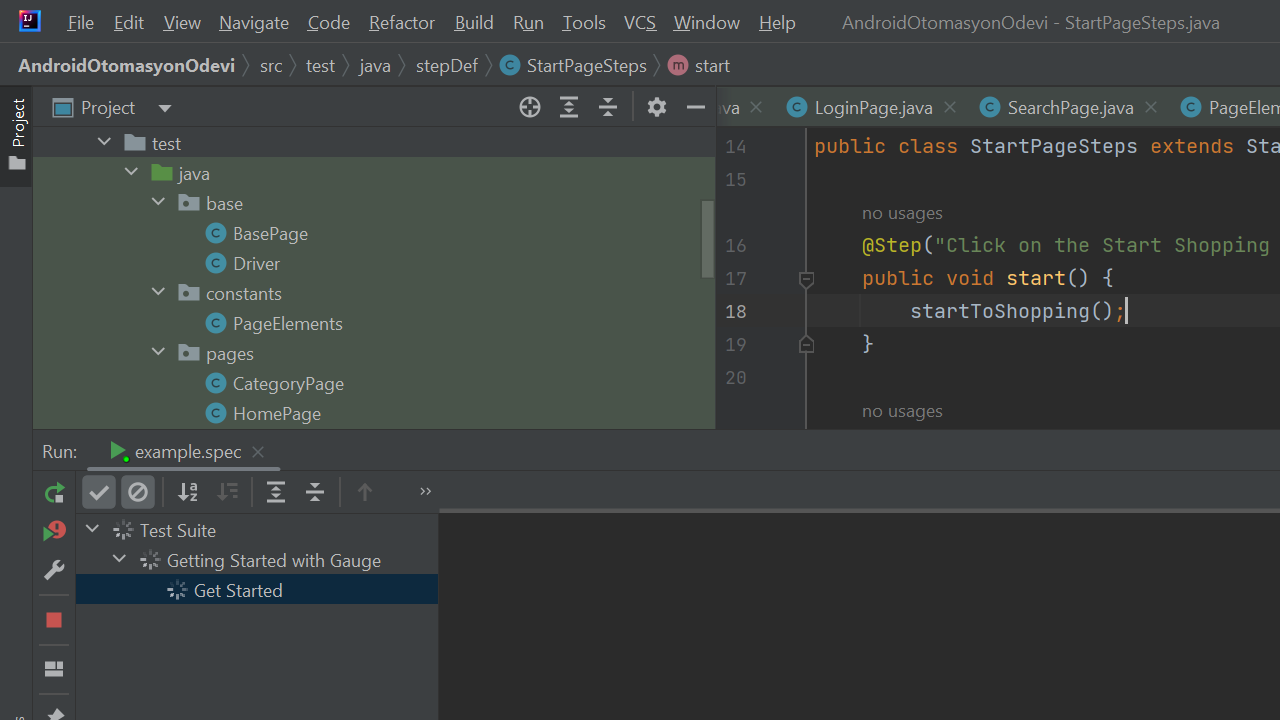 File Edit View Navigate Code Refactor Build Run Tools VCS Window Help AndroidOtomasyonOdevi - StartPageSteps.java
AndroidOtomasyonOdevi src test java stepDef StartPageSteps start
Project
Project
test
java
base
BasePage
Driver
constants
PageElements
pages
CategoryPage
HomePage
LoginPage.java SearchPage.java
14 public class StartPageSteps extends
15
no usages
16 @Step("Click on the Start Shopping
17 public void start() {
18 startToShopping();
19 }
20
no usages
Run: example.spec
Test Suite
Getting Started with Gauge
Get Started